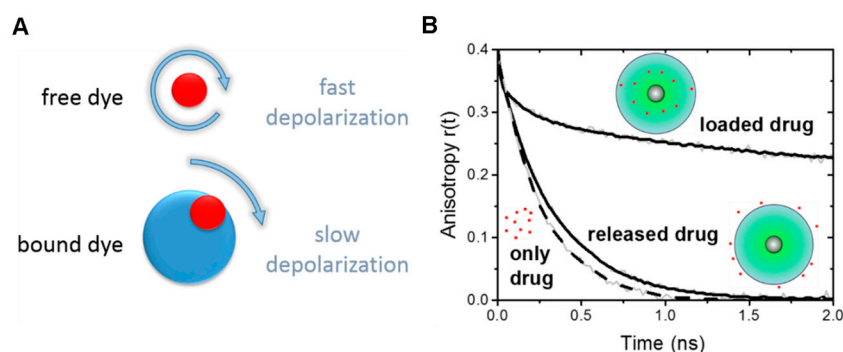 A
free dye
fast
depolarization
bound dye
slow
depolarization
B
Anisotropy r(t)
0.4
0.3
0.2
0.1
0.0
loaded drug
only
drug
released drug
0.0
0.5
1.0
1.5
2.0
Time (ns)